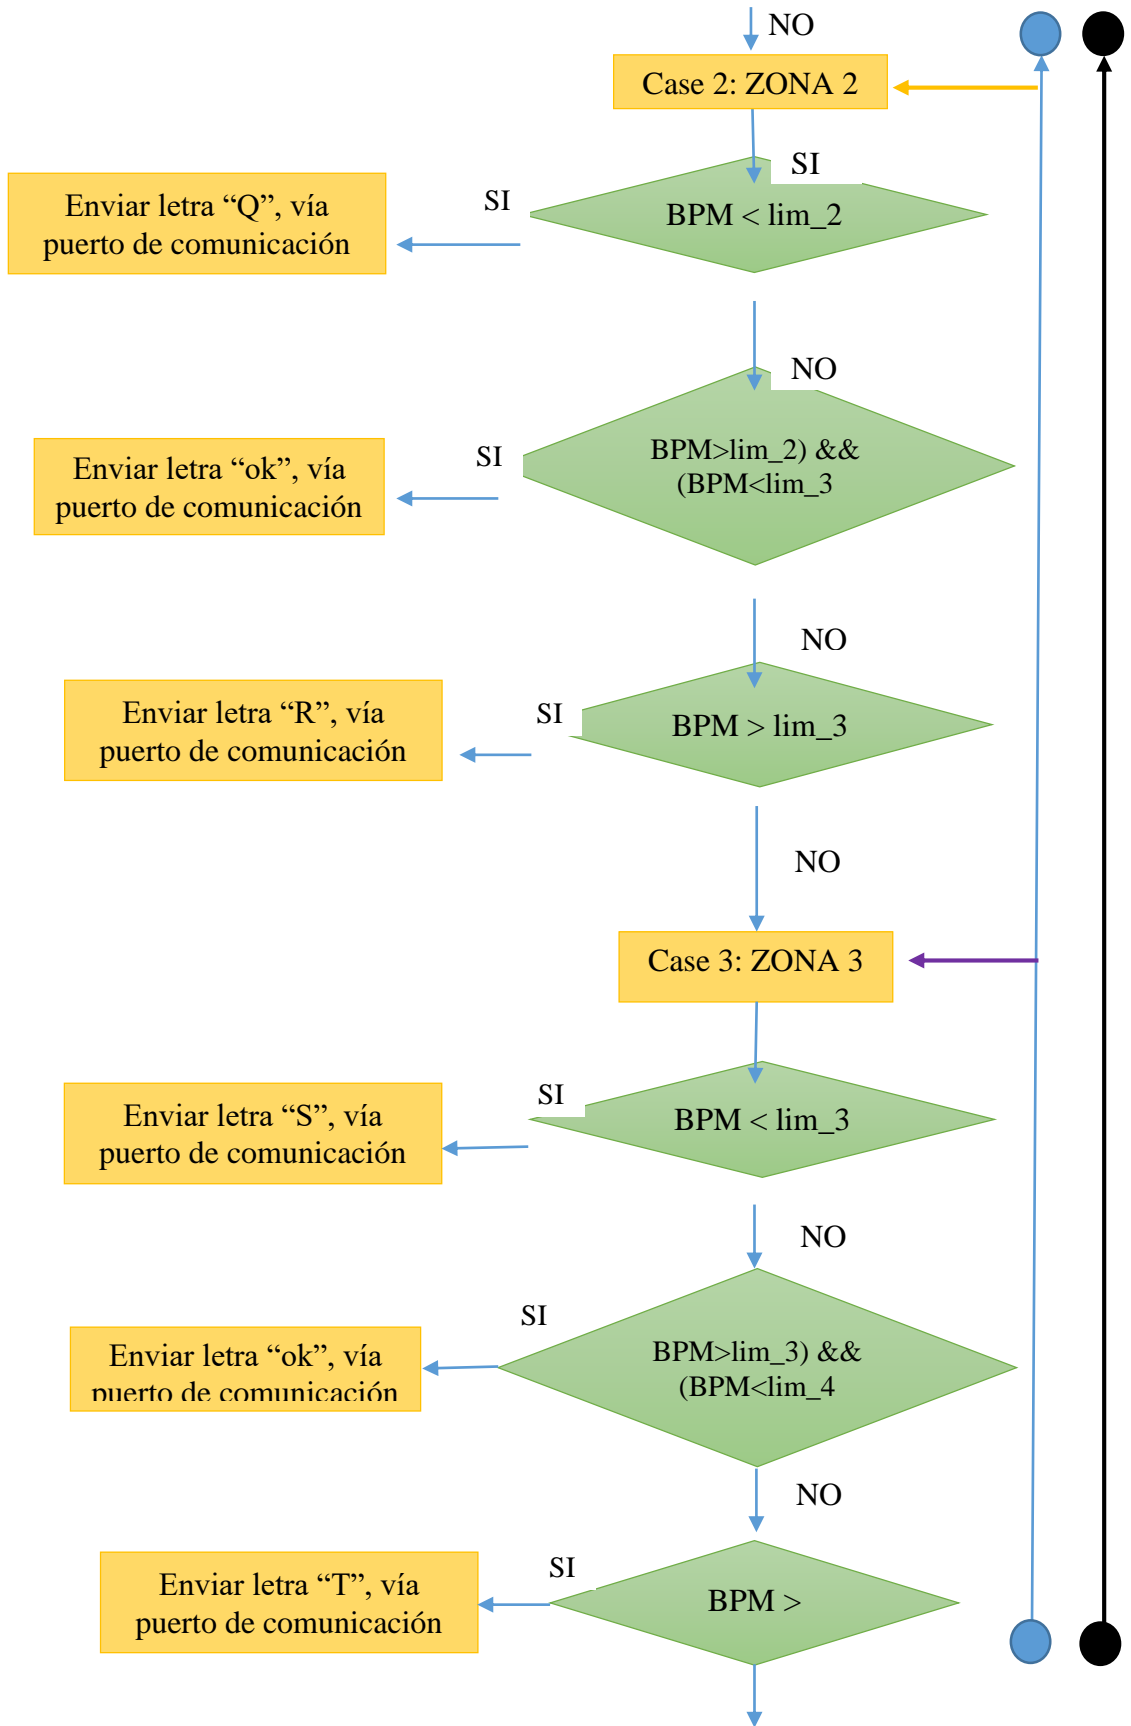 NO
Case 2: ZONA 2
SI
SI
Enviar letra “Q”, vía
puerto de comunicación
BPM < lim_2
NO
SI
Enviar letra “ok”, vía
puerto de comunicación
BPM>lim_2) &&
(BPM<lim_3
NO
SI
Enviar letra “R”, vía
puerto de comunicación
BPM > lim_3
NO
Case 3: ZONA 3
SI
Enviar letra “S”, vía
puerto de comunicación
BPM < lim_3
NO
SI
Enviar letra “ok”, vía
puerto de comunicación
BPM>lim_3) &&
(BPM<lim_4
NO
SI
Enviar letra “T”, vía
puerto de comunicación
BPM >